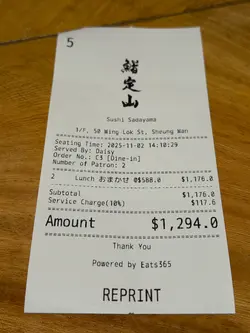 5
鮨定山
Sushi Sadayama
1/F, 50 Wing Lok St, Sheung Wan
Seating Time: 2025-11-02 14:10:29
Served By: Daisy
Order No.: C3 [Dine-in]
Number of Patron: 2
2 Lunch おまかせ @$588.0 $1,176.0
Subtotal $1,176.0
Service Charge(10%) $117.6
Amount $1,294.0
Thank You
Powered by Eats365
REPRINT